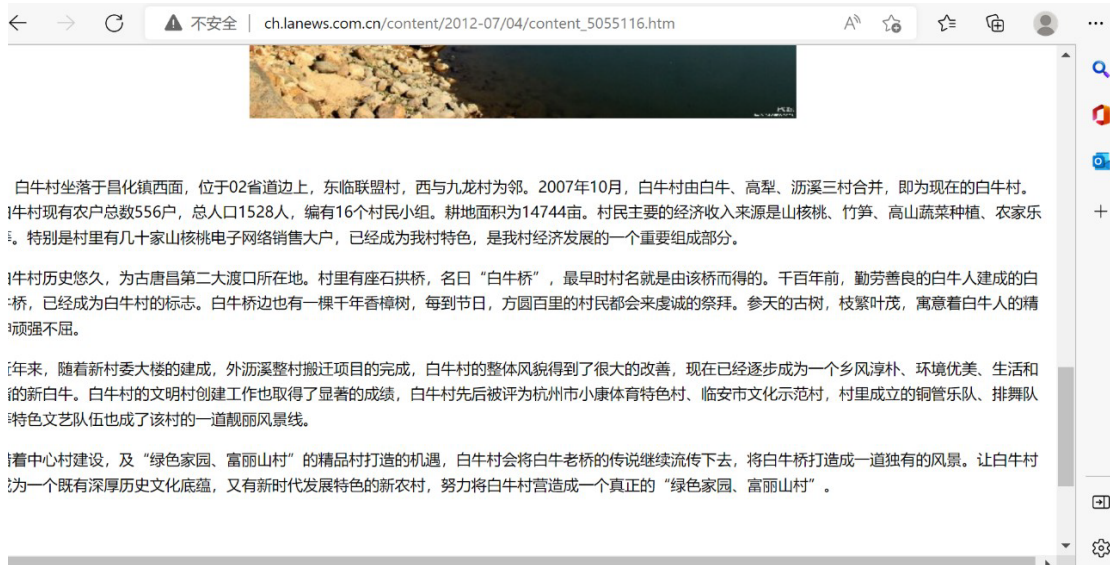 不安全 | ch.lanews.com.cn/content/2012-07/04/content_5055116.htm
白牛村坐落于昌化镇西面，位于02省道边上，东临联盟村，西与九龙村为邻。2007年10月，白牛村由白牛、高犁、沥溪三村合并，即为现在的白牛村。
牛村现有农户总数556户，总人口1528人，编有16个村民小组。耕地面积为14744亩。村民主要的经济收入来源是山核桃、竹笋、高山蔬菜种植、农家乐
。特别是村里有几十家山核桃电子网络销售大户，已经成为我村特色，是我村经济发展的一个重要组成部分。
牛村历史悠久，为古唐昌第二大渡口所在地。村里有座石拱桥，名曰“白牛桥”，最早时村名就是由该桥而得的。千百年前，勤劳善良的白牛人建成的白
桥，已经成为白牛村的标志。白牛桥边也有一棵千年香樟树，每到节日，方圆百里的村民都会来虔诚的祭拜。参天的古树，枝繁叶茂，寓意着白牛人的精
顽强不屈。
年来，随着新村委大楼的建成，外沥溪整村搬迁项目的完成，白牛村的整体风貌得到了很大的改善，现在已经逐步成为一个乡风淳朴、环境优美、生活和
的新白牛。白牛村的文明村创建工作也取得了显著的成绩，白牛村先后被评为杭州市小康体育特色村、临安市文化示范村，村里成立的铜管乐队、排舞队
特色文艺队伍也成了该村的一道靓丽风景线。
着中心村建设，及“绿色家园、富丽山村”的精品村打造的机遇，白牛村会将白牛老桥的传说继续流传下去，将白牛桥打造成一道独有的风景。让白牛村
为一个既有深厚历史文化底蕴，又有新时代发展特色的新农村，努力将白牛村营造成一个真正的“绿色家园、富丽山村”。